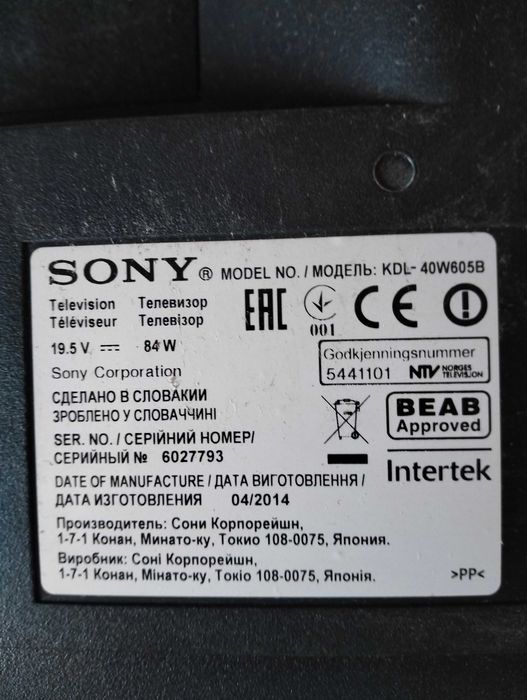 SONY® MODEL NO. / МОДЕЛЬ: KDL- 40W605B
Television Телевизор
Téléviseur Телевізор
19.5 V ⎓ 84 W
Sony Corporation
EAC
001
CE
Godkjenningsnummer
5441101 NTV NORGES TELEVISJON
СДЕЛАНО В СЛОВАКИИ
ЗРОБЛЕНО У СЛОВАЧЧИНІ
BEAB
Approved
SER. NO. / СЕРІЙНИЙ НОМЕР/
СЕРИЙНЫЙ № 6027793
Intertek
DATE OF MANUFACTURE / ДАТА ВИГОТОВЛЕННЯ /
ДАТА ИЗГОТОВЛЕНИЯ 04/2014
Производитель: Сони Корпорейшн,
1-7-1 Конан, Минато-ку, Токио 108-0075, Япония.
Виробник: Соні Корпорейшн,
1-7-1 Конан, Мінато-ку, Токіо 108-0075, Японія.
>PP<